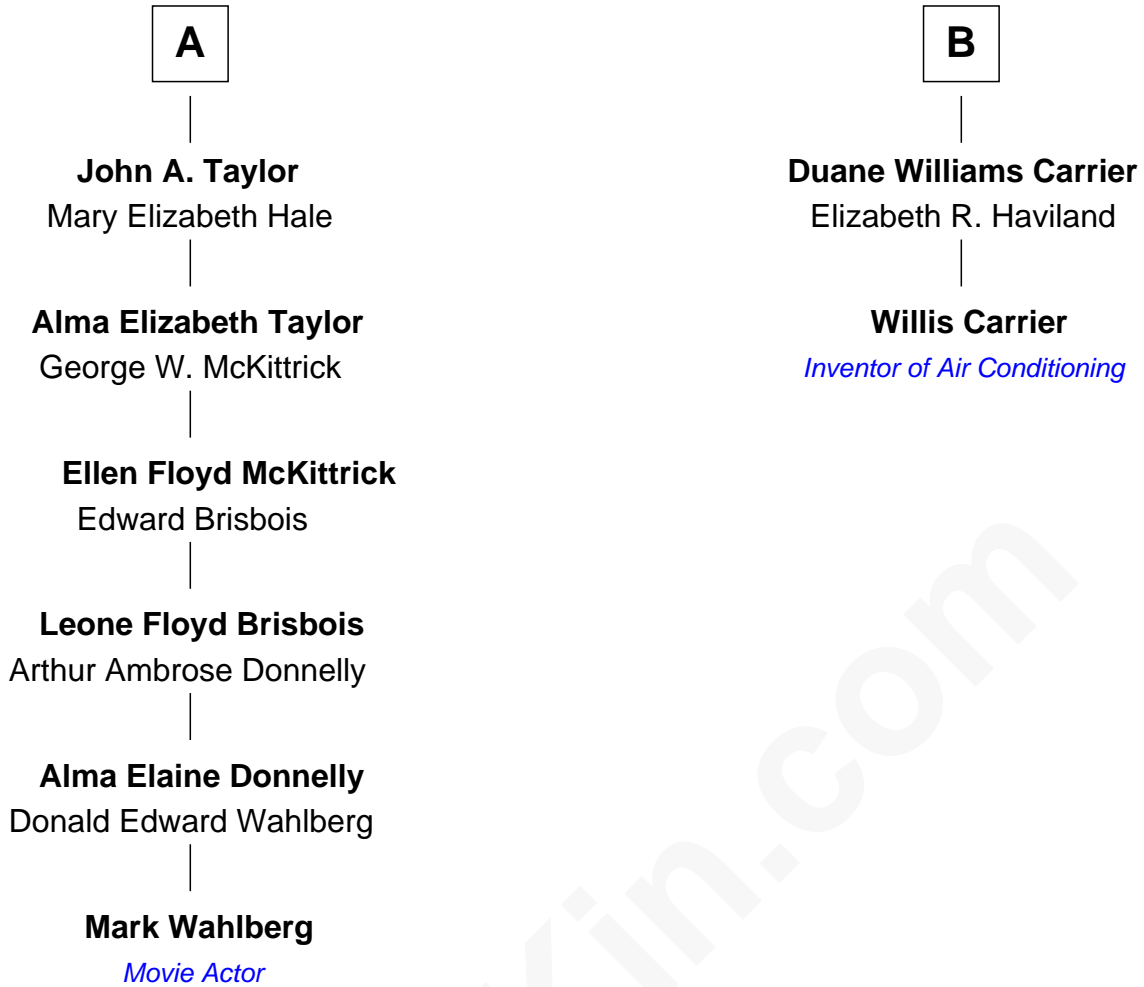 A
John A. Taylor
Mary Elizabeth Hale
Alma Elizabeth Taylor
George W. McKittrick
Ellen Floyd McKittrick
Edward Brisbois
Leone Floyd Brisbois
Arthur Ambrose Donnelly
Alma Elaine Donnelly
Donald Edward Wahlberg
Mark Wahlberg
Movie Actor
B
Duane Williams Carrier
Elizabeth R. Haviland
Willis Carrier
Inventor of Air Conditioning
in.com